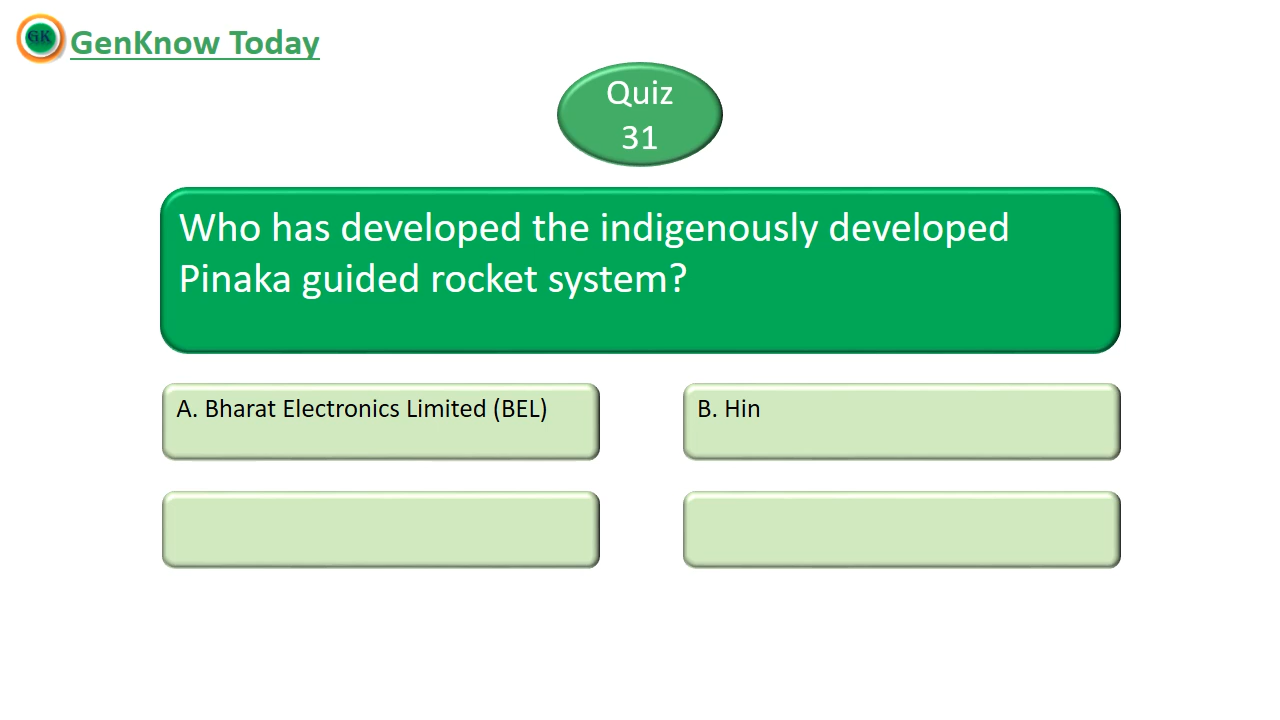 GK
GenKnow Today
Quiz
31
Who has developed the indigenously developed
Pinaka guided rocket system?
A. Bharat Electronics Limited (BEL)
B. Hin